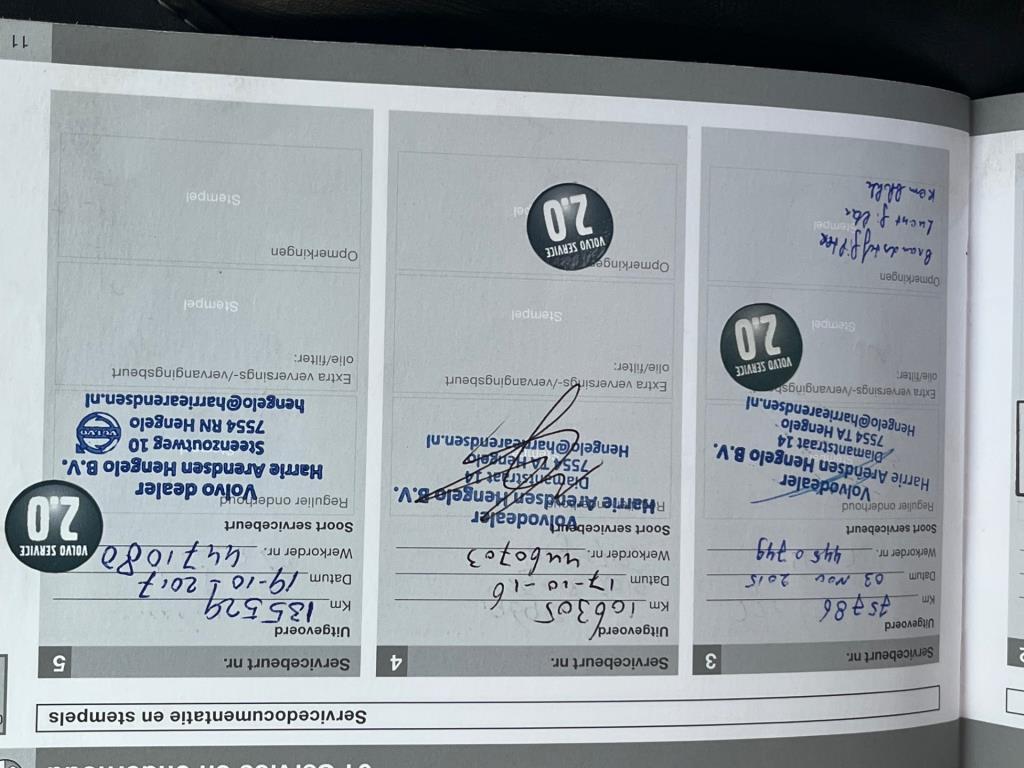 Servicedocumentatie en stempels
Servicebeurt nr. 3
Uitgevoerd
Km 75786
Datum 03 Nov 2015
Werkorder nr. 4450749
Soort servicebeurt
Regulier onderhoud
Volvodealer
Harrie Arendsen Hengelo B.V.
Diamantstraat 14
7554 TA Hengelo
Hengelo@harriearendsen.nl
Extra verversings-/vervangingsbeurt
olie/filter:
VOLVO SERVICE
2.0
Stempel
Opmerkingen
Stempel
Brandstoffilter
Servicebeurt nr. 4
Uitgevoerd
Km 106305
Datum 17-10-16
Werkorder nr. 4460703
Soort servicebeurt
Volvodealer
Harrie Arendsen Hengelo B.V.
Diamantstraat 14
7554 TA Hengelo
Hengelo@harriearendsen.nl
Extra verversings-/vervangingsbeurt
olie/filter:
Stempel
Opmerkingen
VOLVO SERVICE
2.0
Servicebeurt nr. 5
Uitgevoerd
Km 135529
Datum 19-10-2017
Werkorder nr. 4471080
VOLVO SERVICE
2.0
Soort servicebeurt
Regulier onderhoud
Volvo dealer
Harrie Arendsen Hengelo B.V.
Steenzoutweg 10
7554 RN Hengelo
VOLVO
hengelo@harriearendsen.nl
Extra verversings-/vervangingsbeurt
olie/filter:
Stempel
Opmerkingen
Stempel
11